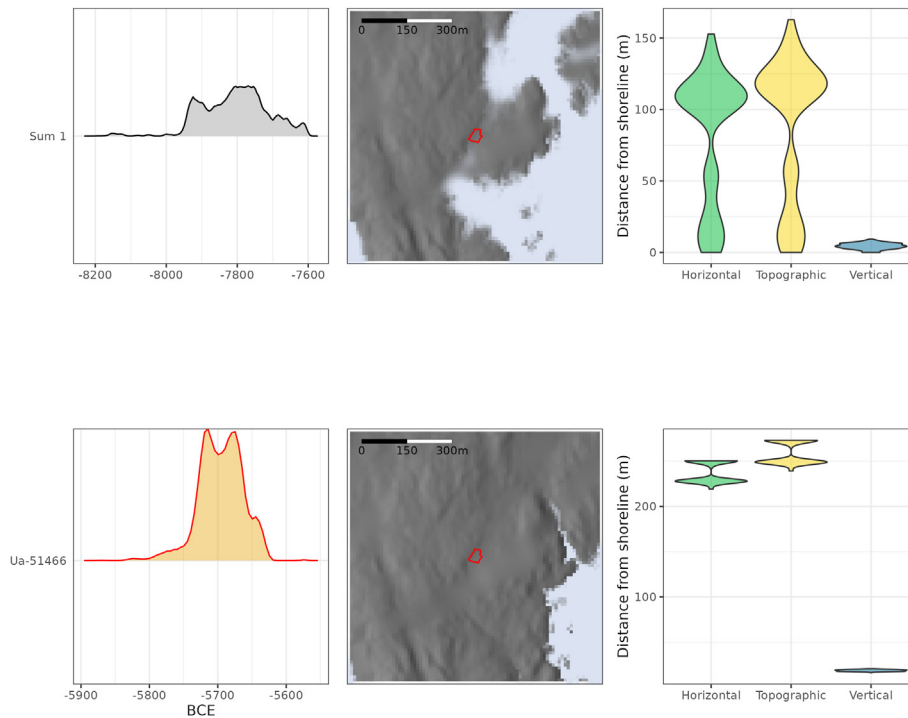 Sum 1
-8200 -8000 -7800 -7600
0 150 300m
Distance from shoreline (m)
150
100
50
0
Horizontal Topographic Vertical
Ua-51466
-5900 -5800 -5700 -5600
BCE
0 150 300m
Distance from shoreline (m)
200
100
Horizontal Topographic Vertical